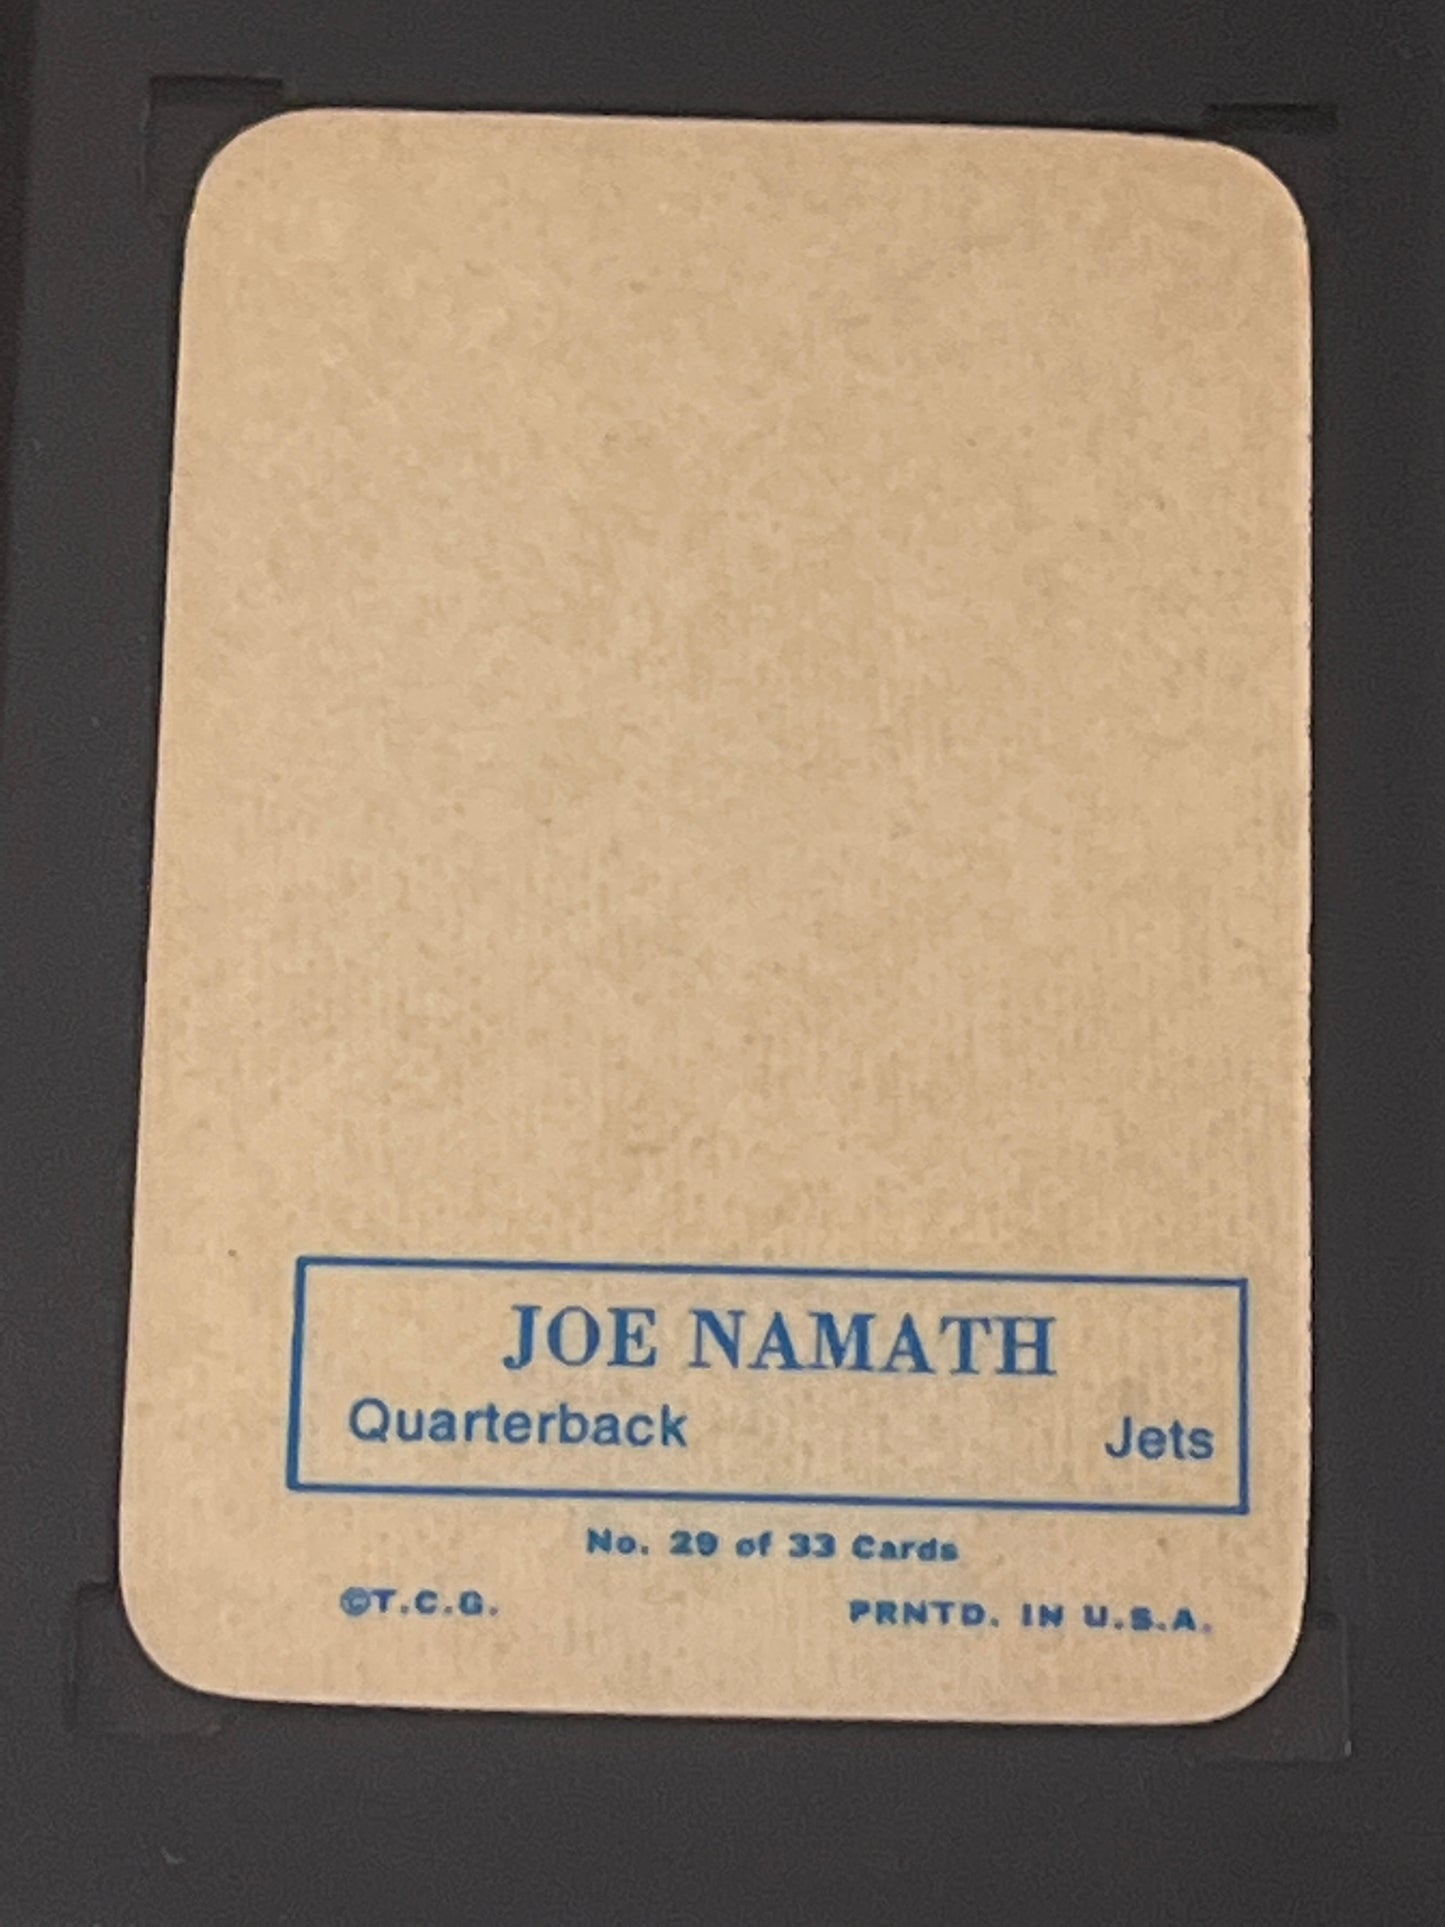 JOE NAMATH
Quarterback Jets
No. 29 of 33 Cards
©T.C.G. PRNTD. IN U.S.A.